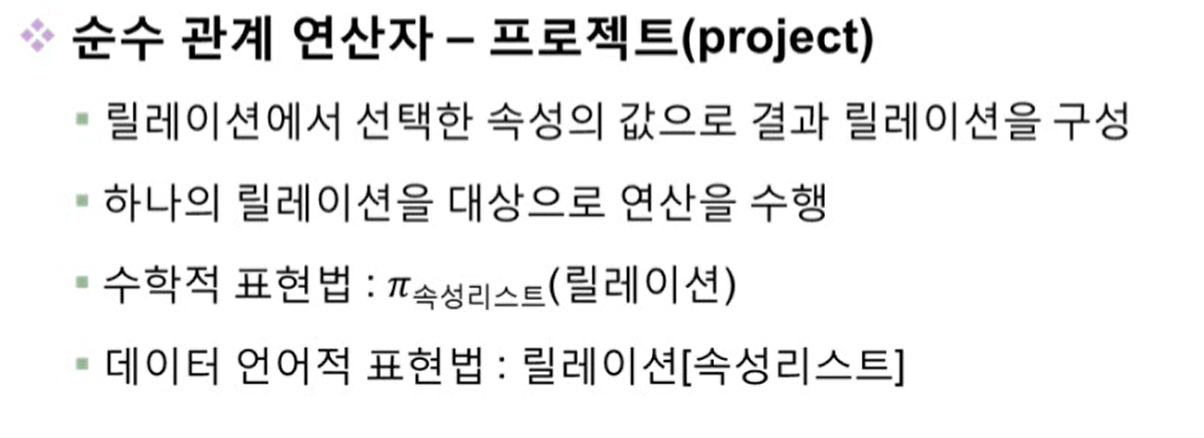 ❖ 순수 관계 연산자 – 프로젝트(project)
▪ 릴레이션에서 선택한 속성의 값으로 결과 릴레이션을 구성
▪ 하나의 릴레이션을 대상으로 연산을 수행
▪ 수학적 표현법 : π속성리스트(릴레이션)
▪ 데이터 언어적 표현법 : 릴레이션[속성리스트]